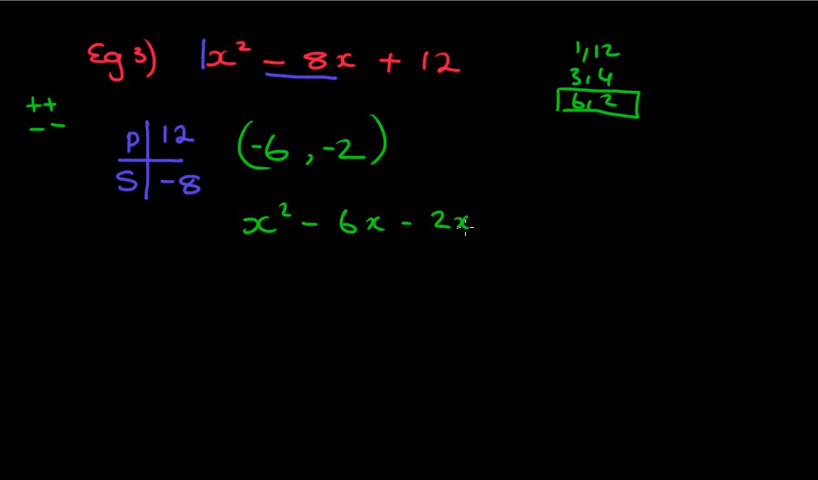 Eg 3) 1x² - 8x + 12
1,12
3,4
6,2
++
--
P | 12
S | -8
(-6, -2)
x² - 6x - 2x